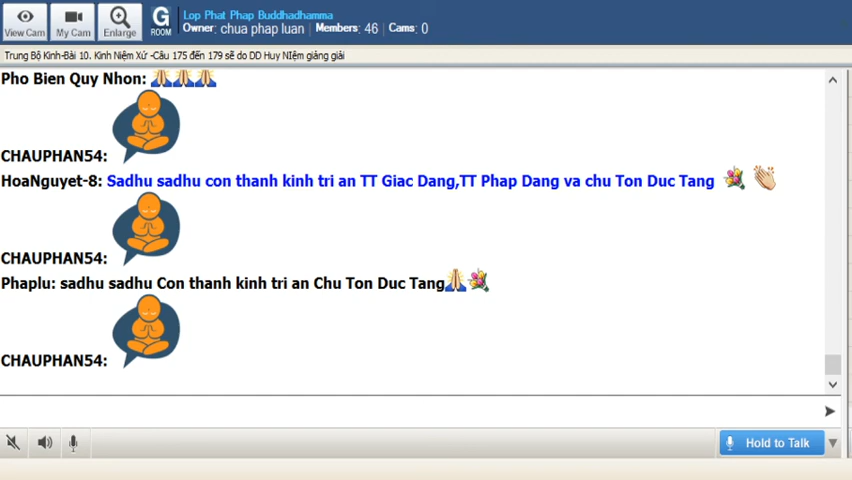 View Cam
My Cam
Enlarge
G
ROOM
Lop Phat Phap Buddhadhamma
Owner: chua phap luan | Members: 46 | Cams: 0
Trung Bộ Kinh-Bài 10. Kinh Niệm Xứ -Câu 175 đến 179 sẽ do DD Huy NIệm giảng giải
Pho Bien Quy Nhon:
CHAUPHAN54:
HoaNguyet-8: Sadhu sadhu con thanh kinh tri an TT Giac Dang,TT Phap Dang va chu Ton Duc Tang
CHAUPHAN54:
Phaplu: sadhu sadhu Con thanh kinh tri an Chu Ton Duc Tang
CHAUPHAN54:
Hold to Talk